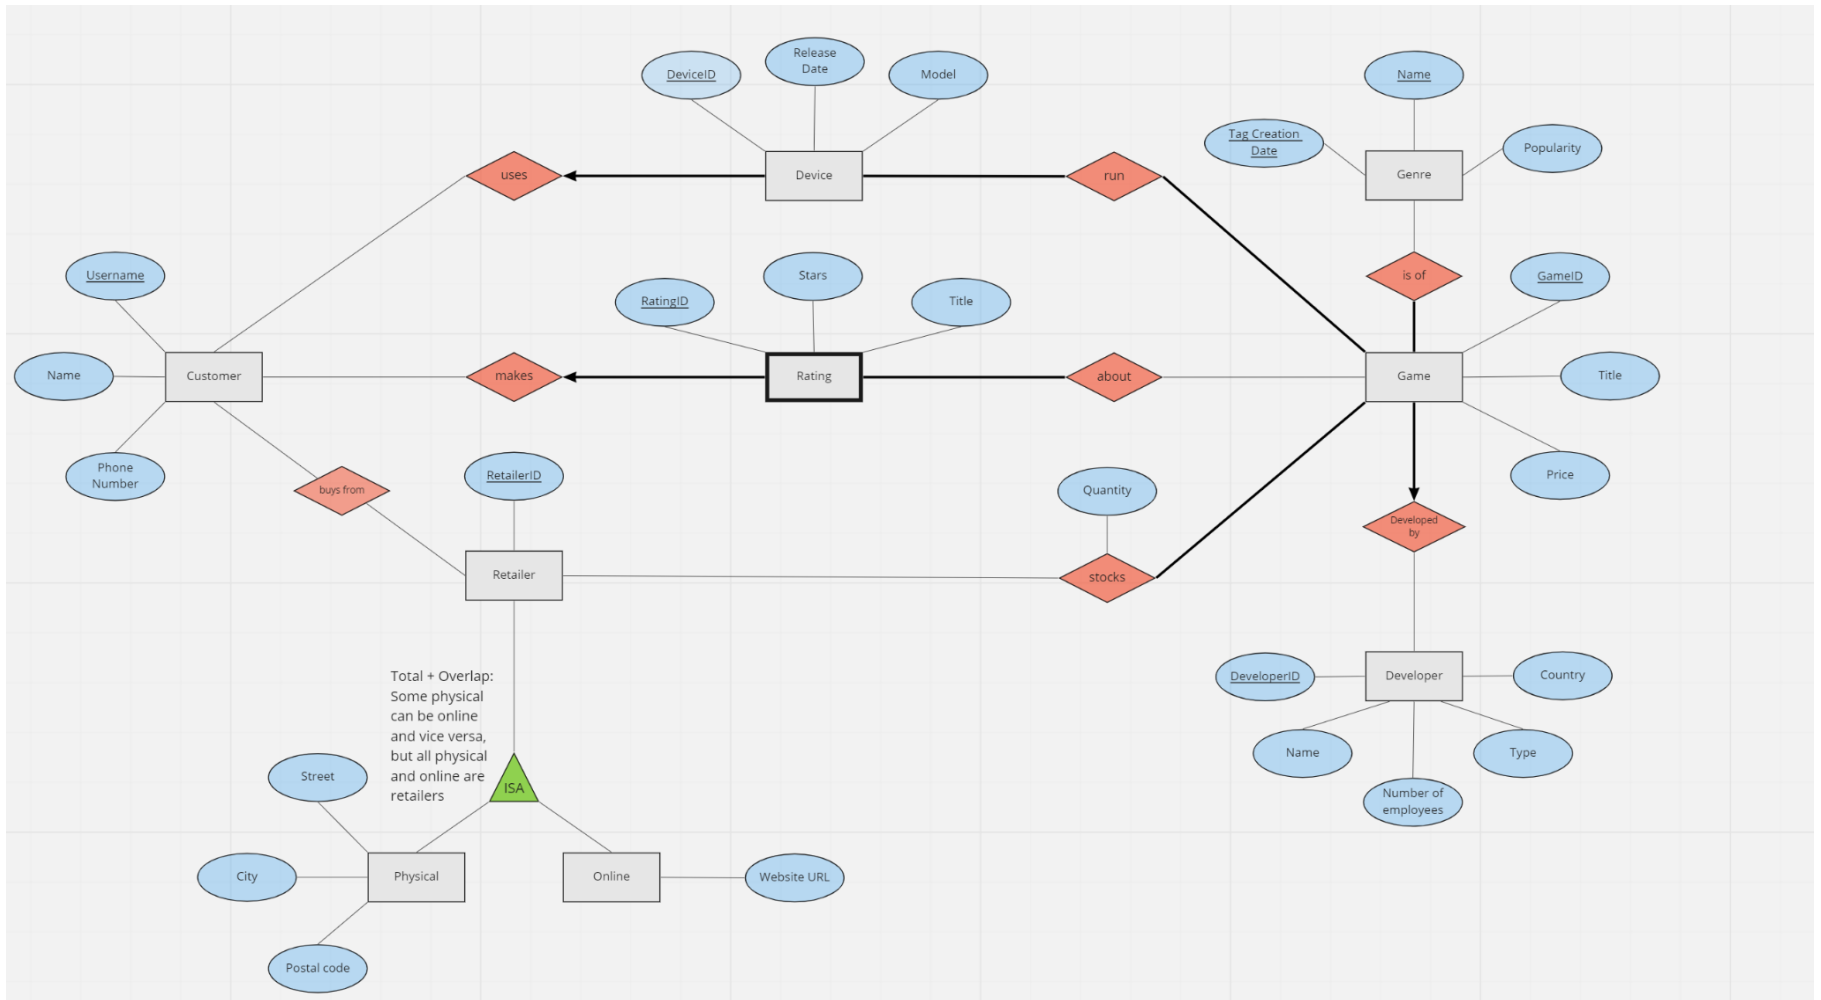 DeviceID
Release
Date
Model
Name
Tag Creation
Date
Popularity
uses
Device
run
Genre
Username
RatingID
Stars
Title
is of
GameID
Name
Customer
makes
Rating
about
Game
Title
Phone
Number
buys from
RetailerID
Quantity
Price
Developed
by
Retailer
stocks
Total + Overlap:
Some physical
can be online
and vice versa,
but all physical
and online are
retailers
DeveloperID
Developer
Country
Name
Type
Number of
employees
Street
ISA
City
Physical
Online
Website URL
Postal code